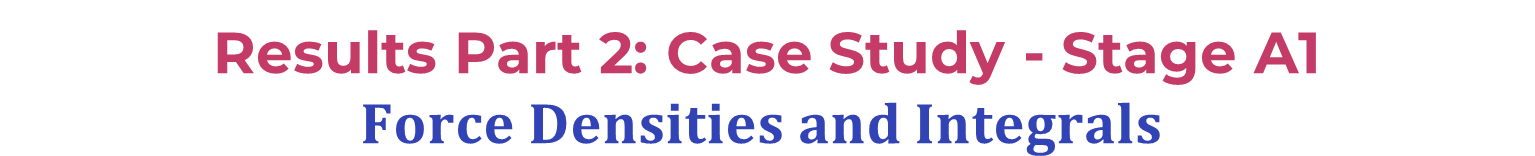 Results Part 2: Case Study - Stage A1
Force Densities and Integrals